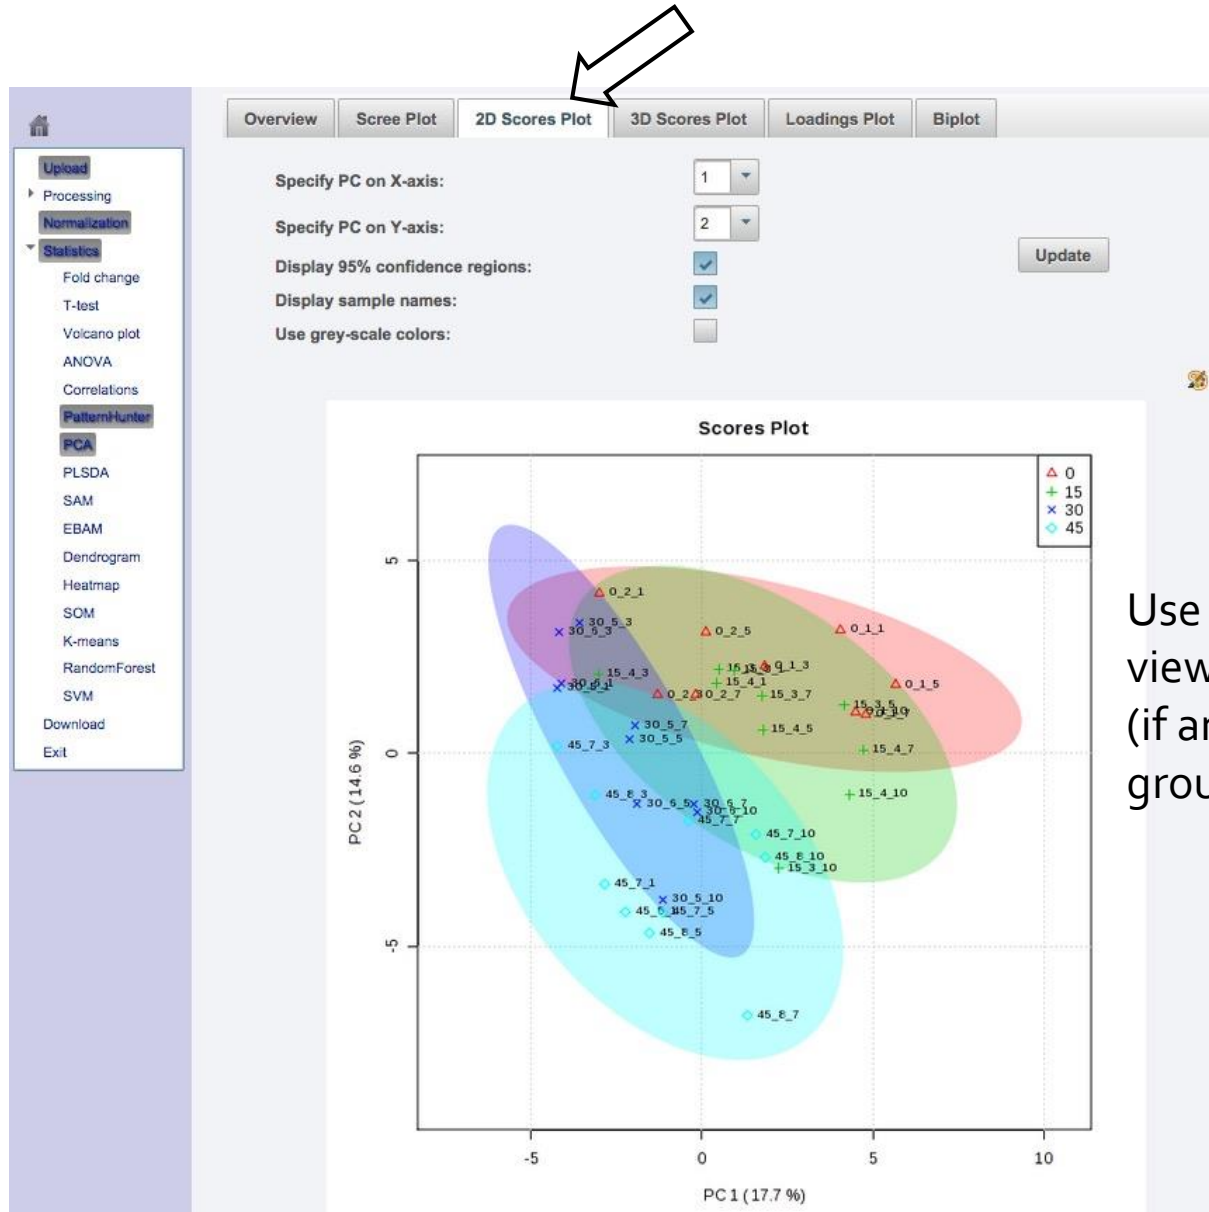 Overview Scree Plot 2D Scores Plot 3D Scores Plot Loadings Plot Biplot
Upload
Processing
Normalization
Statistics
Fold change
T-test
Volcano plot
ANOVA
Correlations
PatternHunter
PCA
PLSDA
SAM
EBAM
Dendrogram
Heatmap
SOM
K-means
RandomForest
SVM
Download
Exit
Specify PC on X-axis: 1
Specify PC on Y-axis: 2
Display 95% confidence regions:
Update
Display sample names:
Use grey-scale colors:
Scores Plot
0
15
30
45
5
0
-5
PC 2 (14.6 %)
0_2_1
30_5_3
0_2_5
0_1_1
0_1_3
15_4_3
15_4_1
0_1_5
0_2_7
15_3_7
15_4_5
30_5_7
30_5_5
45_7_3
15_4_7
45_8_3
30_6_5
15_4_10
45_7_7
45_7_10
45_8_10
15_3_10
45_7_1
30_5_10
45_7_5
45_8_5
45_8_7
-5 0 5 10
PC 1 (17.7 %)
Use
view
(if
grou